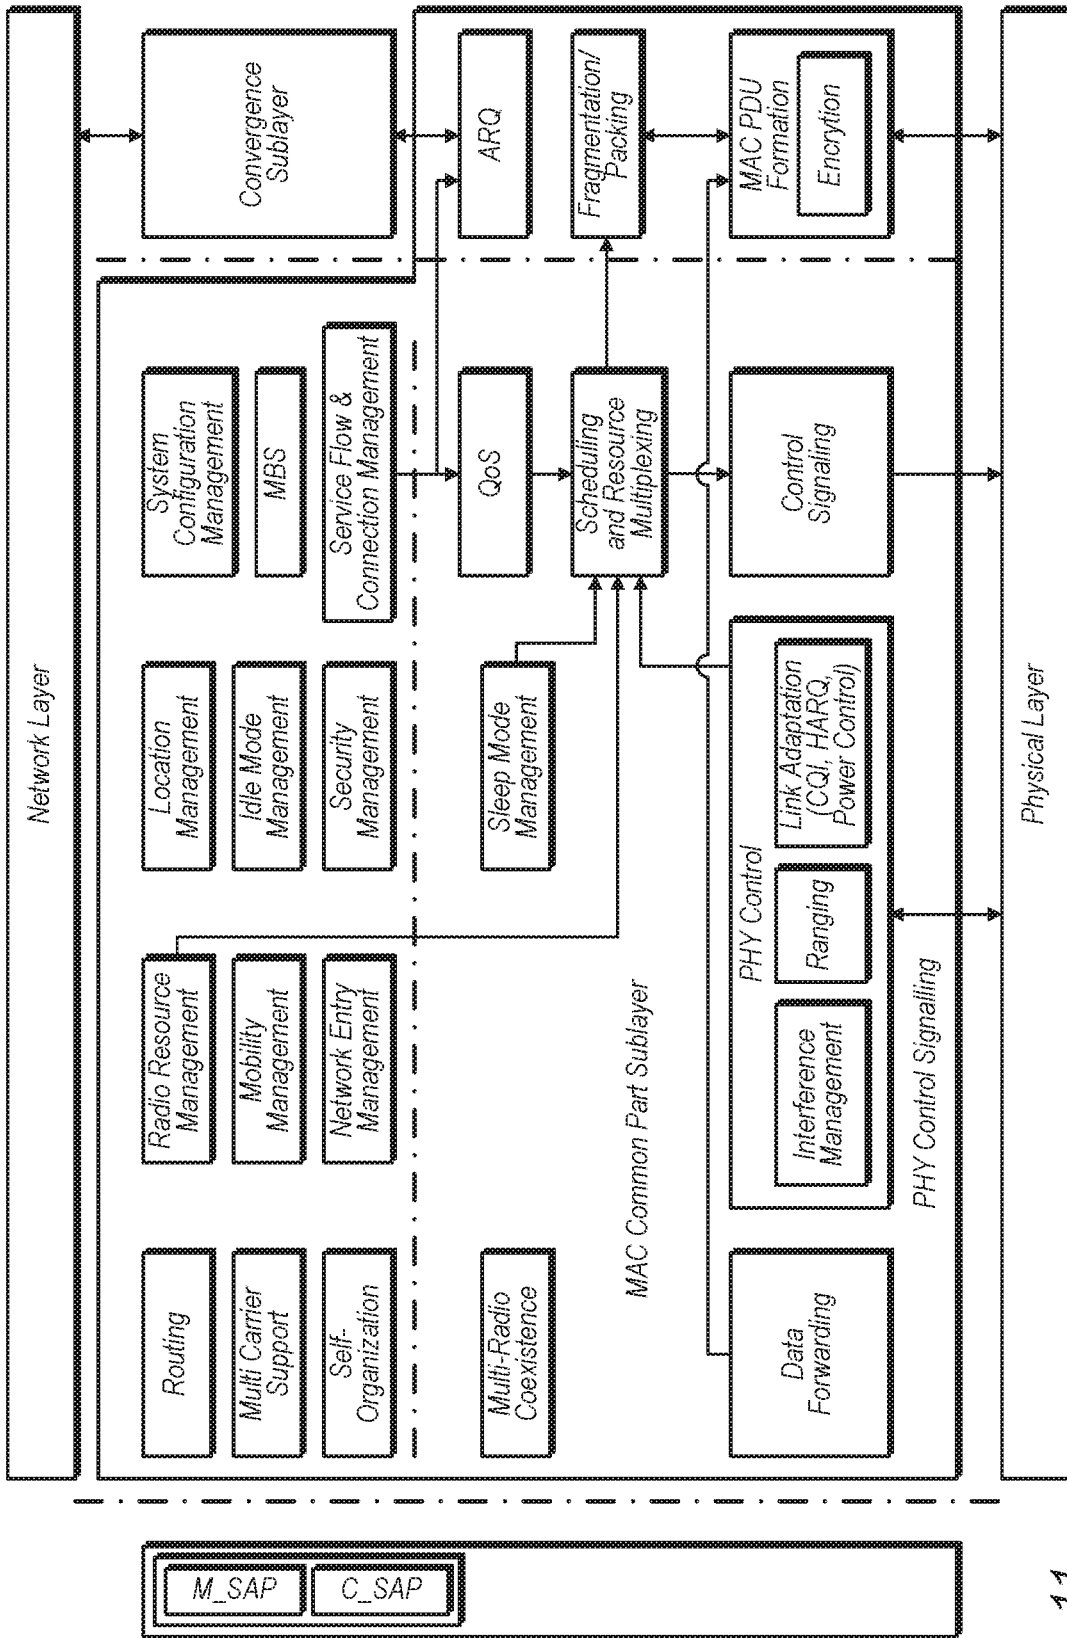 Network Layer
Routing
Radio Resource
Management
Location
Management
System
Configuration
Management
Convergence
Sublayer
Multi Carrier
Support
Mobility
Management
Idle Mode
Management
MBS
Self-
Organization
Network Entry
Management
Security
Management
Service Flow &
Connection Management
M_SAP
C_SAP
Multi-Radio
Coexistence
Sleep Mode
Management
QoS
ARQ
Scheduling
and Resource
Multiplexing
Fragmentation/
Packing
MAC Common Part Sublayer
Data
Forwarding
PHY Control
Interference
Management
Ranging
Link Adaptation
(CQI, HARQ,
Power Control)
Control
Signaling
MAC PDU
Formation
Encrytion
PHY Control Signalling
Physical Layer